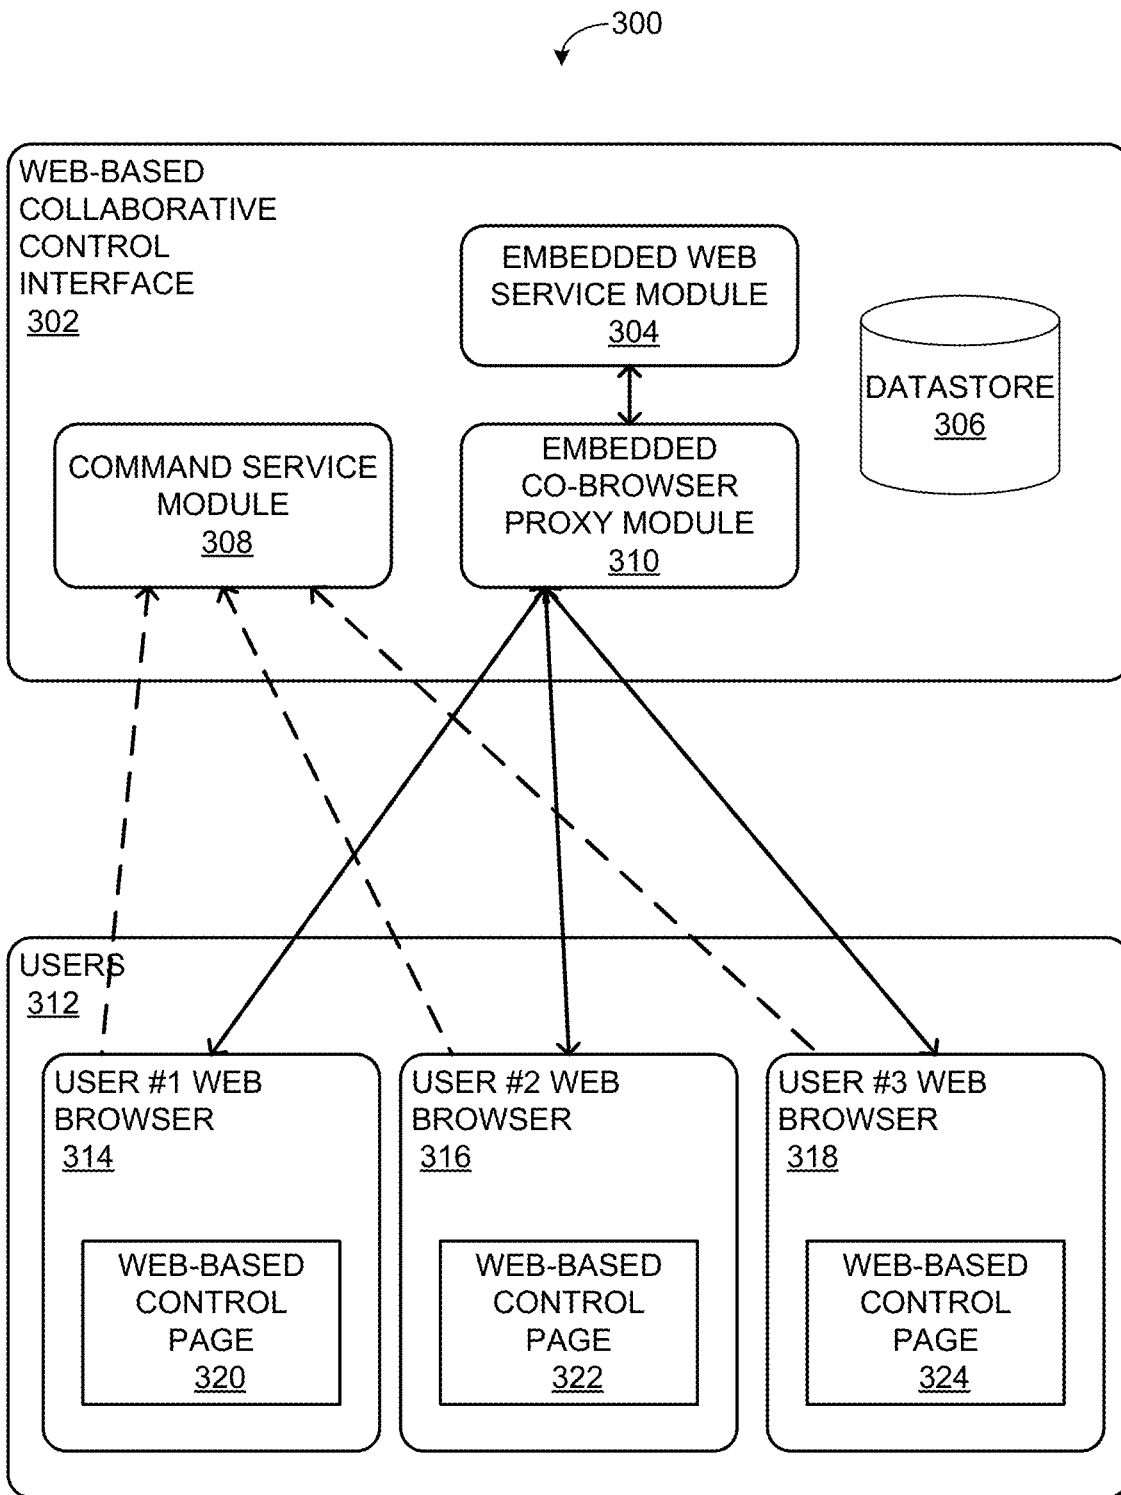 300
WEB-BASED
COLLABORATIVE
CONTROL
INTERFACE
302
EMBEDDED WEB
SERVICE MODULE
304
DATASTORE
306
COMMAND SERVICE
MODULE
308
EMBEDDED
CO-BROWSER
PROXY MODULE
310
USERS
312
USER #1 WEB
BROWSER
314
WEB-BASED
CONTROL
PAGE
320
USER #2 WEB
BROWSER
316
WEB-BASED
CONTROL
PAGE
322
USER #3 WEB
BROWSER
318
WEB-BASED
CONTROL
PAGE
324